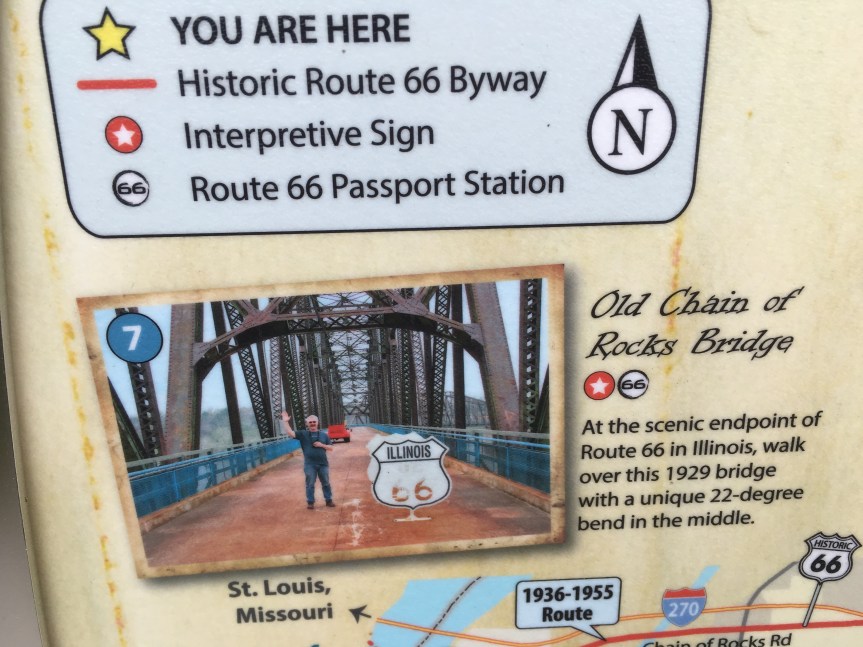 YOU ARE HERE
Historic Route 66 Byway
Interpretive Sign
66
Route 66 Passport Station
N
7
ILLINOIS
66
Old Chain of
Rocks Bridge
66
At the scenic endpoint of
Route 66 in Illinois, walk
over this 1929 bridge
with a unique 22-degree
bend in the middle.
HISTORIC
66
St. Louis,
Missouri
1936-1955
Route
270
Chain of Rocks Rd